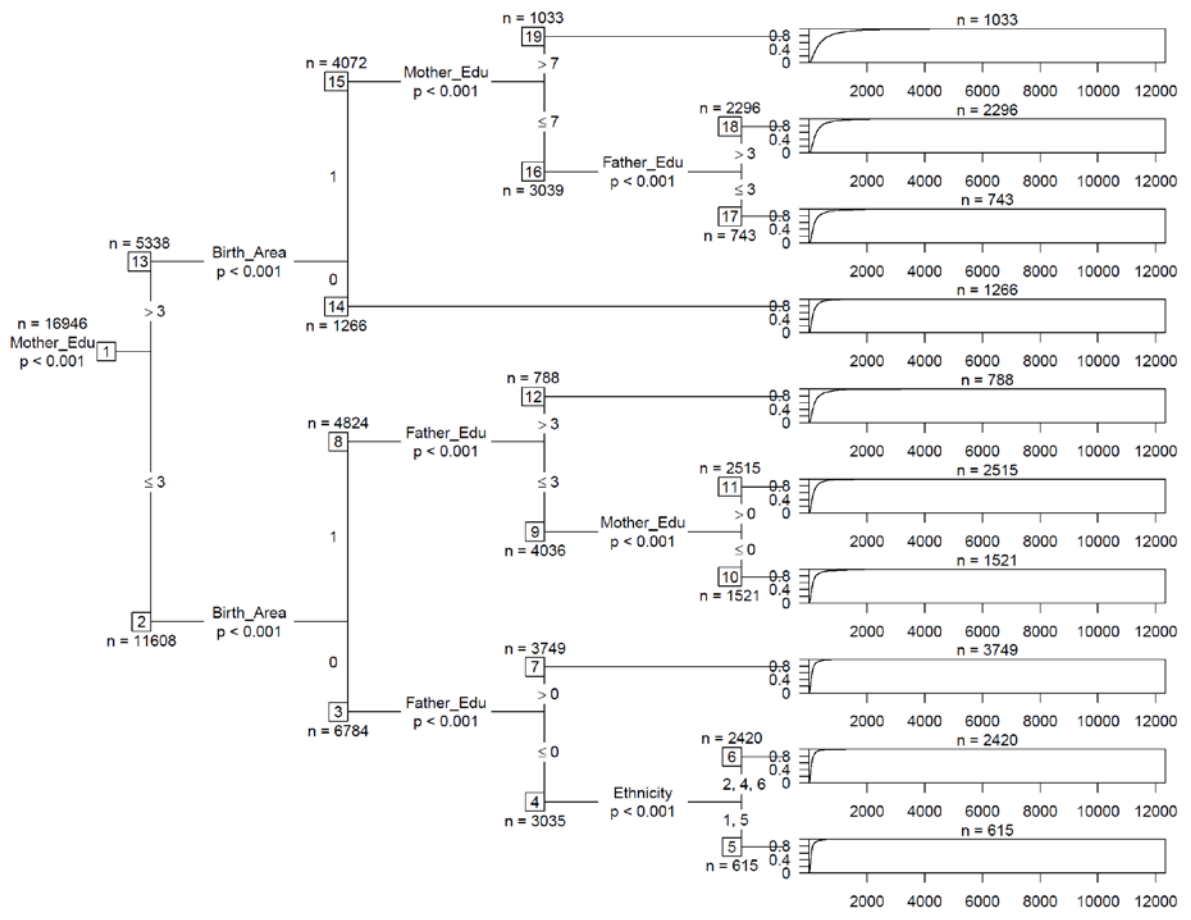 n = 1033
19
> 7
n = 4072
15
Mother_Edu
p < 0.001
≤ 7
n = 2296
18
> 3
16
n = 3039
Father_Edu
p < 0.001
≤ 3
17
n = 743
1
n = 5338
13
Birth_Area
p < 0.001
0
14
n = 1266
> 3
n = 16946
Mother_Edu
p < 0.001
1
≤ 3
n = 788
12
> 3
n = 4824
8
Father_Edu
p < 0.001
≤ 3
n = 2515
11
> 0
9
n = 4036
Mother_Edu
p < 0.001
≤ 0
10
n = 1521
1
2
n = 11608
Birth_Area
p < 0.001
0
n = 3749
7
> 0
3
n = 6784
Father_Edu
p < 0.001
≤ 0
n = 2420
6
2, 4, 6
4
n = 3035
Ethnicity
p < 0.001
1, 5
5
n = 615
n = 1033
0.8
0.4
0
2000 4000 6000 8000 10000 12000
n = 2296
0.8
0.4
0
2000 4000 6000 8000 10000 12000
n = 743
0.8
0.4
0
2000 4000 6000 8000 10000 12000
n = 1266
0.8
0.4
0
2000 4000 6000 8000 10000 12000
n = 788
0.8
0.4
0
2000 4000 6000 8000 10000 12000
n = 2515
0.8
0.4
0
2000 4000 6000 8000 10000 12000
n = 1521
0.8
0.4
0
2000 4000 6000 8000 10000 12000
n = 3749
0.8
0.4
0
2000 4000 6000 8000 10000 12000
n = 2420
0.8
0.4
0
2000 4000 6000 8000 10000 12000
n = 615
0.8
0.4
0
2000 4000 6000 8000 10000 12000